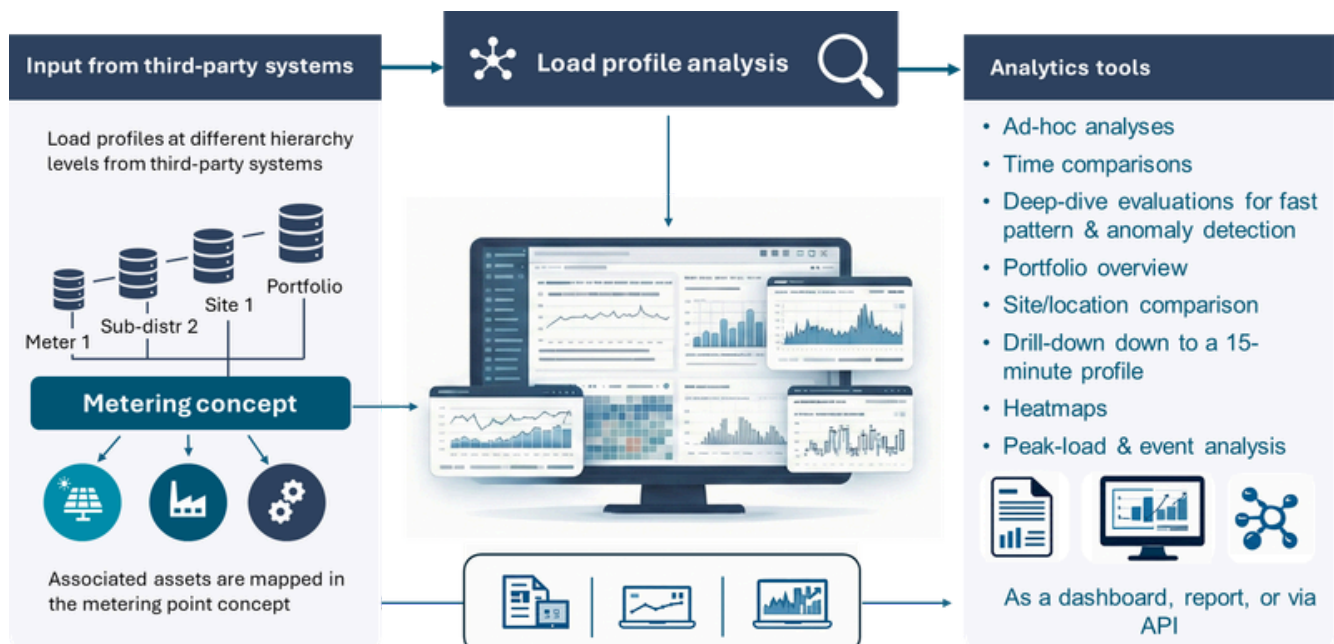 Input from third-party systems
Load profiles at different hierarchy
levels from third-party systems
Meter 1
Sub-distr 2
Site 1
Portfolio
Metering concept
Associated assets are mapped in
the metering point concept
Load profile analysis
Analytics tools
• Ad-hoc analyses
• Time comparisons
• Deep-dive evaluations for fast
pattern & anomaly detection
• Portfolio overview
• Site/location comparison
• Drill-down down to a 15-
minute profile
• Heatmaps
• Peak-load & event analysis
As a dashboard, report, or via
API